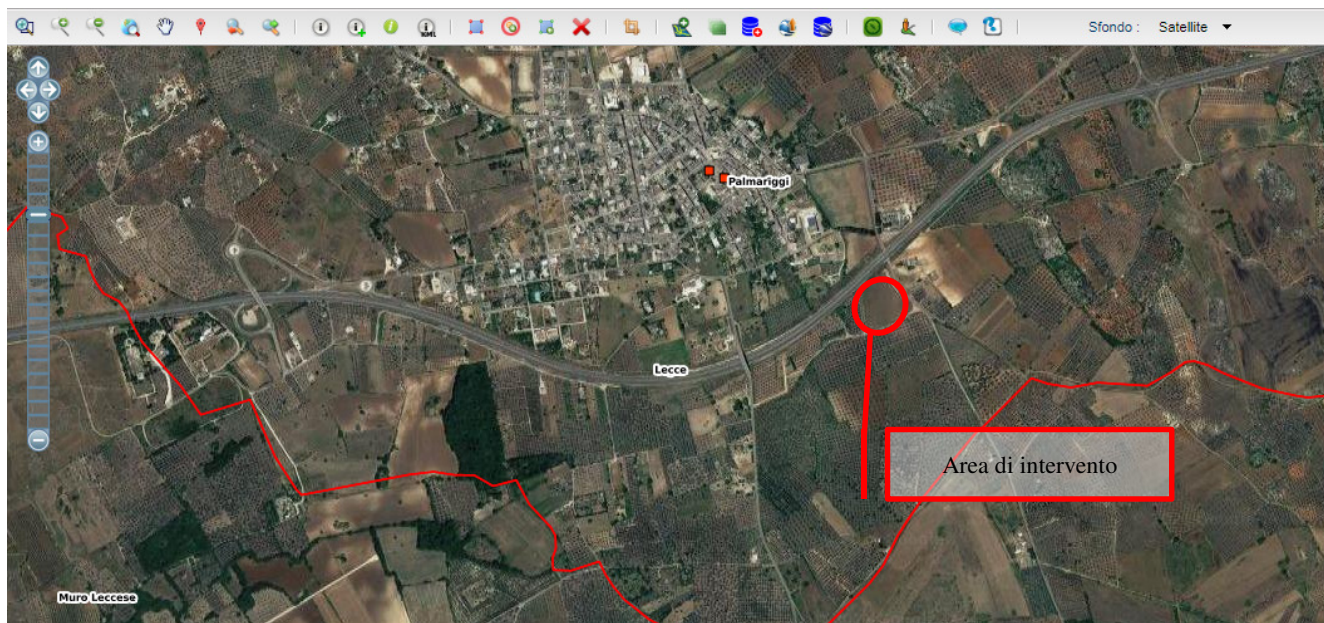 Sfondo : Satellite
Palmariggi
Lecce
Area di intervento
Muro Leccese